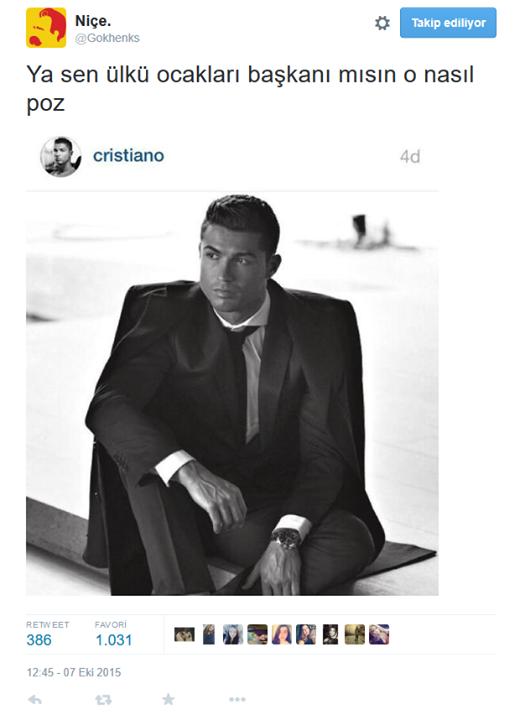 Niçe.
@Gokhenks
Takip ediliyor
Ya sen ülkü ocakları başkanı mısın o nasıl
poz
cristiano
4d
RETWEET
FAVORİ
386
1.031
12:45 - 07 Eki 2015